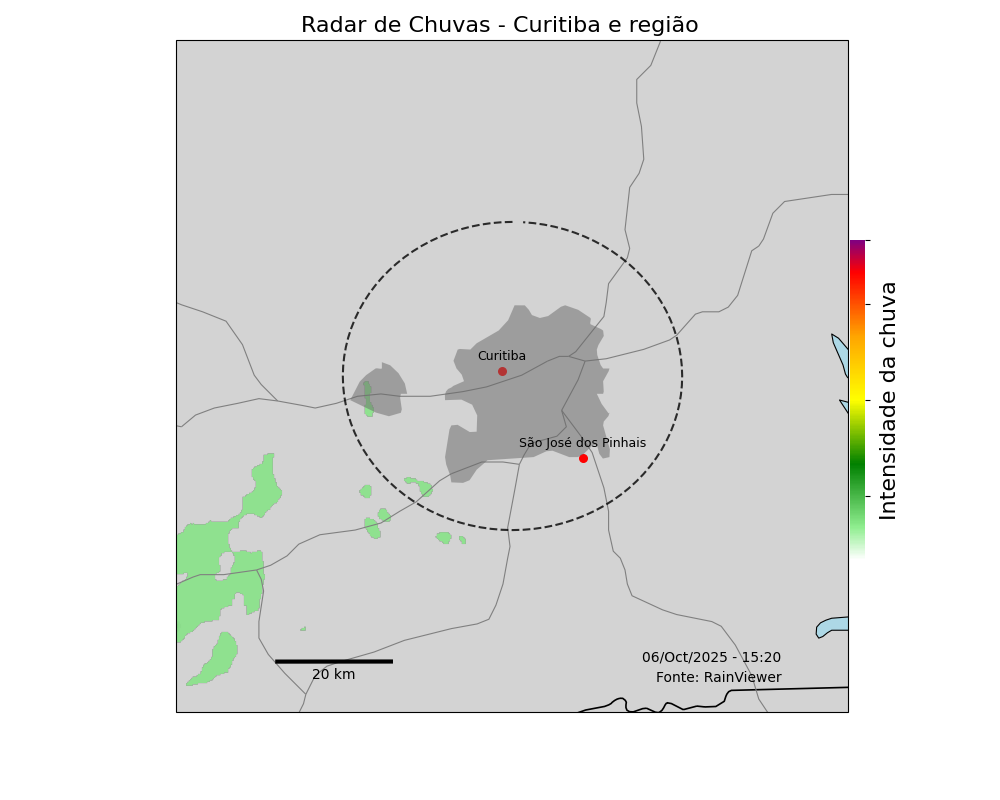 Radar de Chuvas - Curitiba e região
Curitiba
São José dos Pinhais
Intensidade da chuva
20 km
06/Oct/2025 - 15:20
Fonte: RainViewer